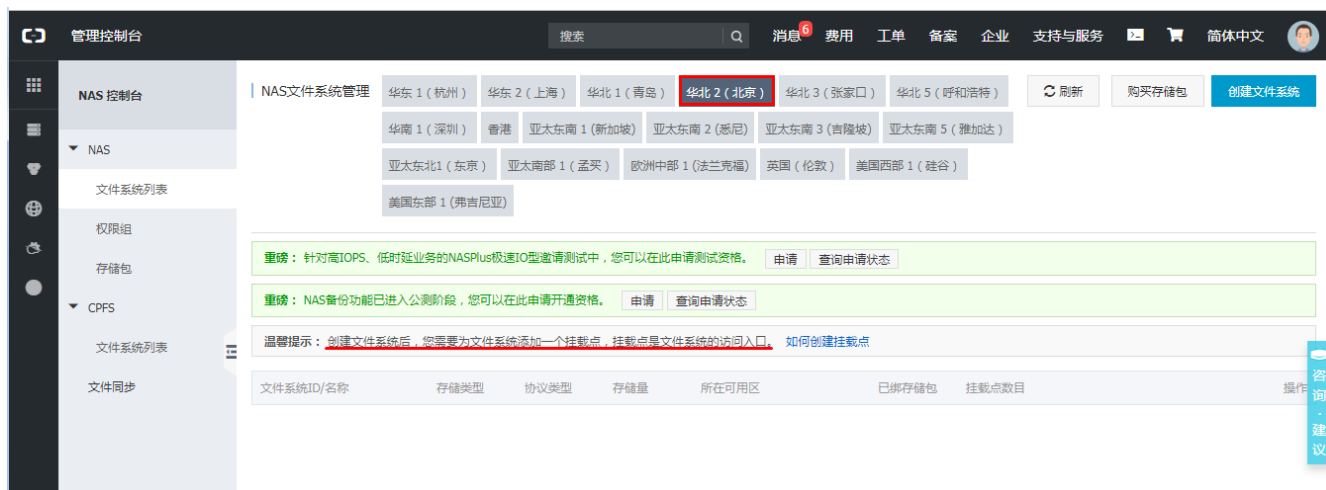 管理控制台
搜索
消息 6
费用
工单
备案
企业
支持与服务
简体中文
NAS 控制台
NAS
文件系统列表
权限组
存储包
CPFS
文件系统列表
文件同步
NAS文件系统管理
华东 1 ( 杭州 ) 华东 2 ( 上海 ) 华北 1 ( 青岛 ) 华北 2 ( 北京 ) 华北 3 ( 张家口 ) 华北 5 ( 呼和浩特 )
华南 1 ( 深圳 ) 香港 亚太东南 1 (新加坡) 亚太东南 2 (悉尼) 亚太东南 3 (吉隆坡) 亚太东南 5 ( 雅加达 )
亚太东北1 ( 东京 ) 亚太南部 1 ( 孟买 ) 欧洲中部 1 (法兰克福) 英国 ( 伦敦 ) 美国西部 1 ( 硅谷 )
美国东部 1 (弗吉尼亚)
刷新
购买存储包
创建文件系统
重磅： 针对高IOPS、低时延业务的NASPlus极速IO型邀请测试中，您可以在此申请测试资格。 申请 查询申请状态
重磅： NAS备份功能已进入公测阶段，您可以在此申请开通资格。 申请 查询申请状态
温馨提示： 创建文件系统后，您需要为文件系统添加一个挂载点，挂载点是文件系统的访问入口。 如何创建挂载点
文件系统ID/名称 存储类型 协议类型 存储量 所在可用区 已绑存储包 挂载点数目 操作
咨询·建议